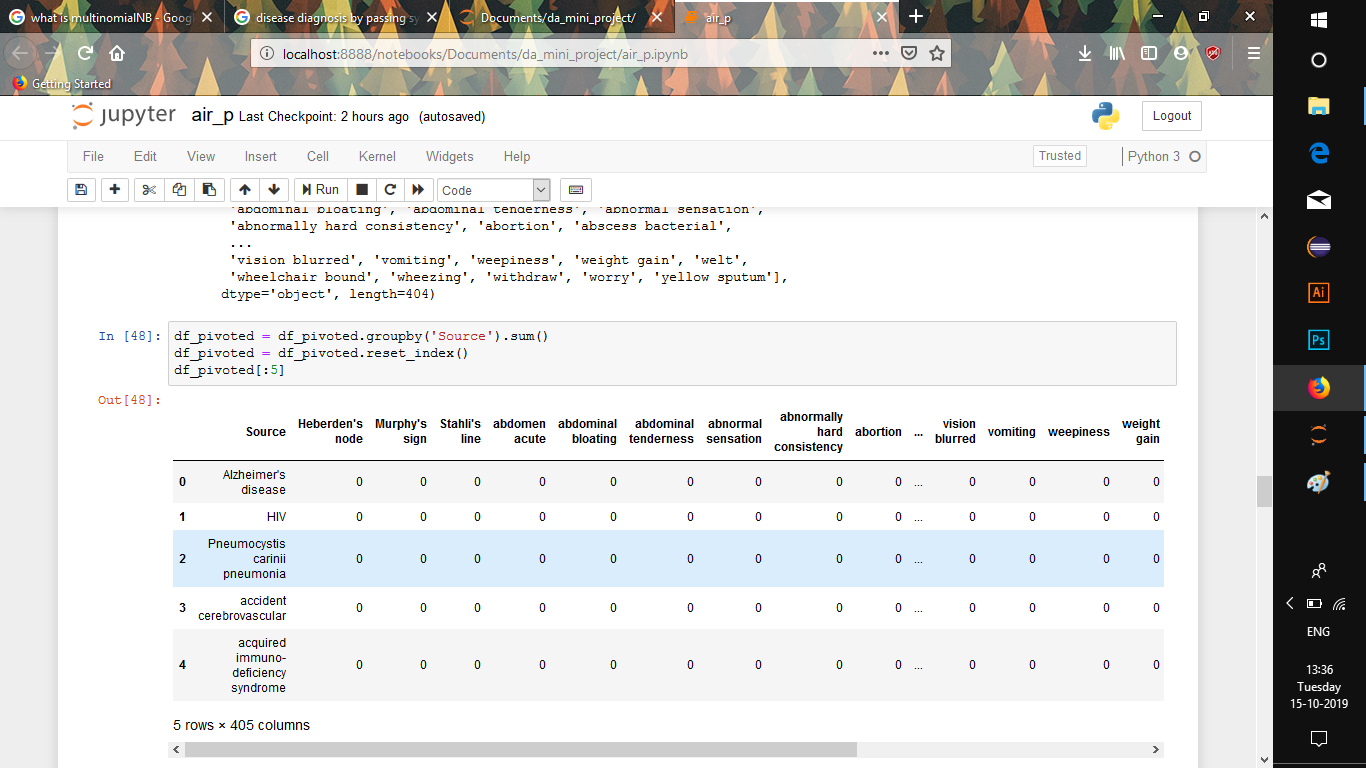 what is multinomialNB - Goog
disease diagnosis by passing sy
Documents/da_mini_project/
air_p
localhost:8888/notebooks/Documents/da_mini_project/air_p.ipynb
Getting Started
jupyter air_p Last Checkpoint: 2 hours ago (autosaved)
Logout
File Edit View Insert Cell Kernel Widgets Help
Trusted Python 3
Run Code
'abdominal bloating', 'abdominal tenderness', 'abnormal sensation',
'abnormally hard consistency', 'abortion', 'abscess bacterial',
...
'vision blurred', 'vomiting', 'weepiness', 'weight gain', 'welt',
'wheelchair bound', 'wheezing', 'withdraw', 'worry', 'yellow sputum'],
dtype='object', length=404)
In [48]: df_pivoted = df_pivoted.groupby('Source').sum()
df_pivoted = df_pivoted.reset_index()
df_pivoted[:5]
Out[48]:
Source Heberden's node Murphy's sign Stahli's line abdomen acute abdominal bloating abdominal tenderness abnormal sensation abnormally hard consistency abortion ... vision blurred vomiting weepiness weight gain
0 Alzheimer's disease 0 0 0 0 0 0 0 0 0 ... 0 0 0 0
1 HIV 0 0 0 0 0 0 0 0 0 ... 0 0 0 0
2 Pneumocystis carinii pneumonia 0 0 0 0 0 0 0 0 0 ... 0 0 0 0
3 accident cerebrovascular 0 0 0 0 0 0 0 0 0 ... 0 0 0 0
4 acquired immuno-deficiency syndrome 0 0 0 0 0 0 0 0 0 ... 0 0 0 0
5 rows × 405 columns
Ai
Ps
ENG
13:36
Tuesday
15-10-2019